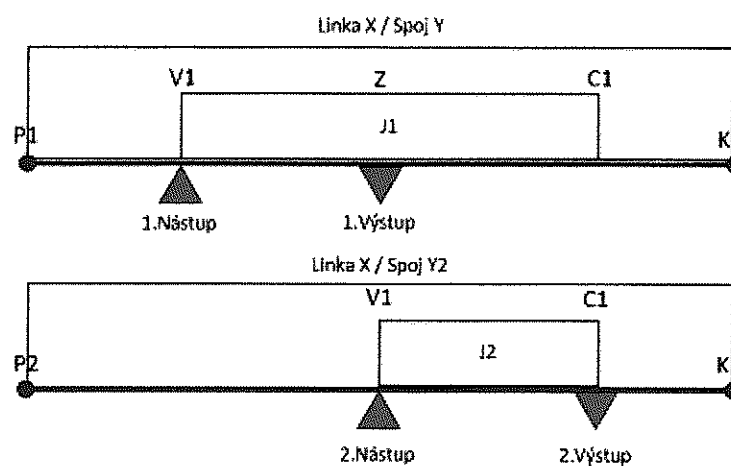 Linka X / Spoj Y
V1 Z C1
J1
P1 K
1.Nástup 1.Výstup
Linka X / Spoj Y2
V1 C1
J2
P2 K
2.Nástup 2.Výstup